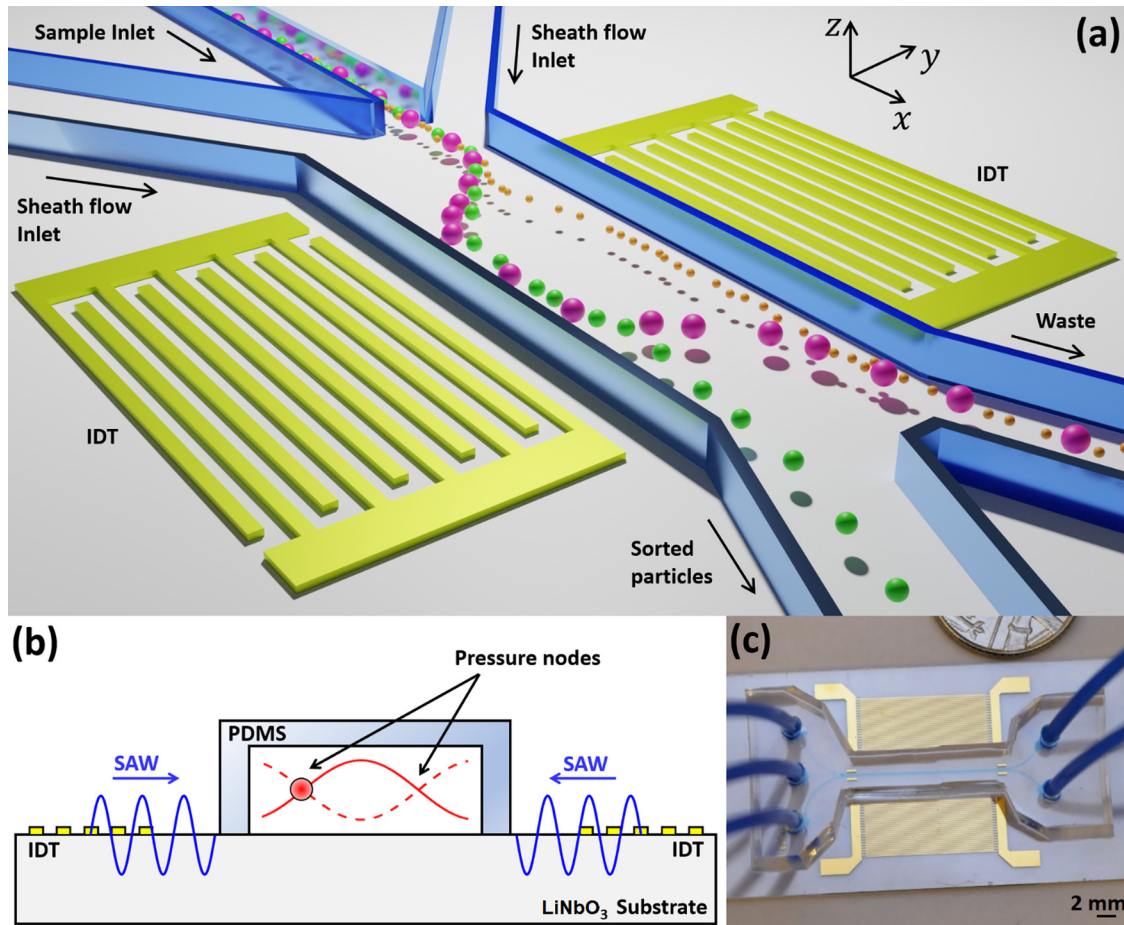 (a)
Sample Inlet
Sheath flow
Inlet
z
y
x
IDT
Sheath flow
Inlet
Waste
IDT
Sorted
particles
(b)
Pressure nodes
PDMS
SAW
SAW
IDT
IDT
LiNbO₃ Substrate
(c)
2 mm